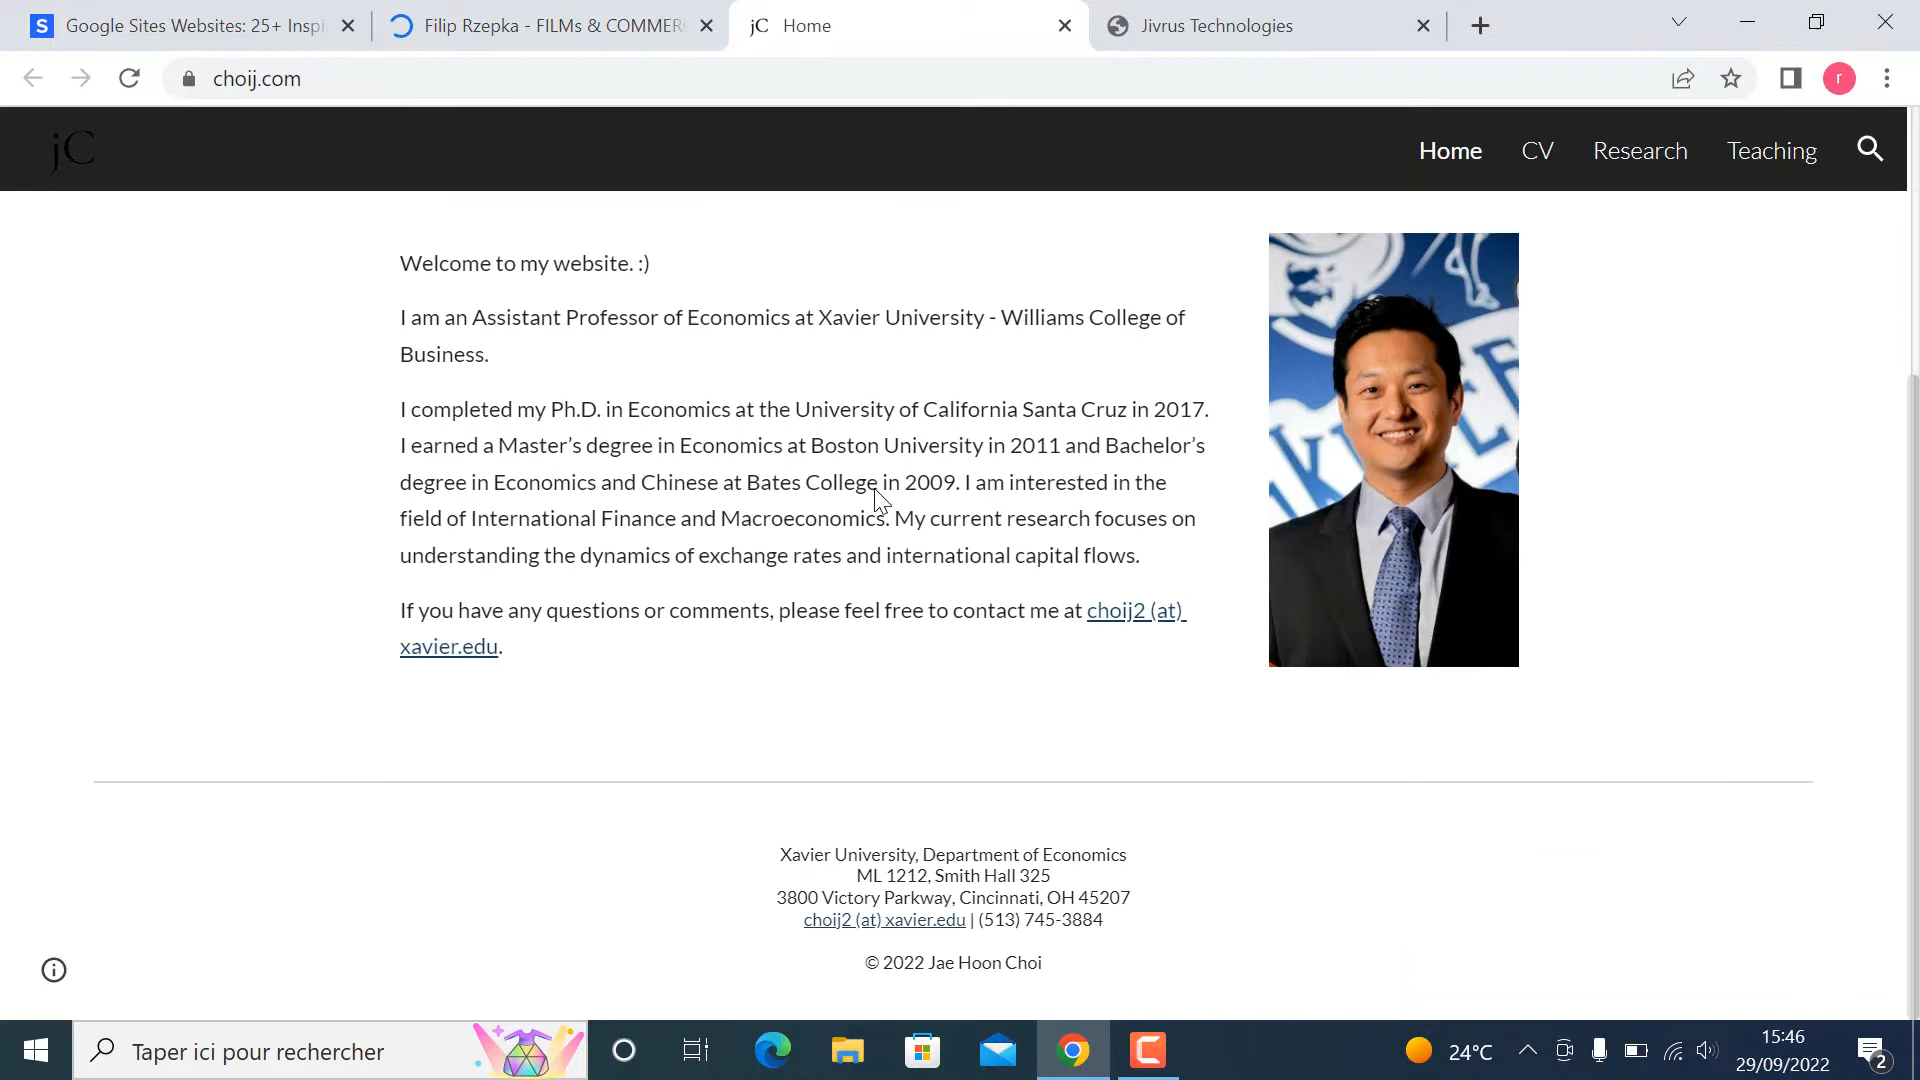 Google Sites Websites: 25+ Inspi
Filip Rzepka - FILMs & COMMER
jC Home
Jivrus Technologies
choij.com
r
jC
Home CV Research Teaching
Welcome to my website. :)
I am an Assistant Professor of Economics at Xavier University - Williams College of
Business.
I completed my Ph.D. in Economics at the University of California Santa Cruz in 2017.
I earned a Master’s degree in Economics at Boston University in 2011 and Bachelor’s
degree in Economics and Chinese at Bates College in 2009. I am interested in the
field of International Finance and Macroeconomics. My current research focuses on
understanding the dynamics of exchange rates and international capital flows.
If you have any questions or comments, please feel free to contact me at choij2 (at)
xavier.edu.
Xavier University, Department of Economics
ML 1212, Smith Hall 325
3800 Victory Parkway, Cincinnati, OH 45207
choij2 (at) xavier.edu | (513) 745-3884
© 2022 Jae Hoon Choi
Taper ici pour rechercher
24°C
15:46
29/09/2022
2